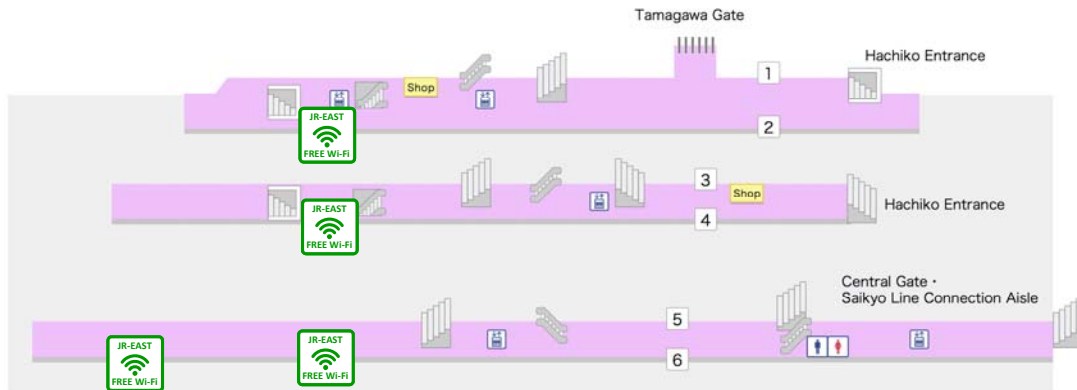 Tamagawa Gate
Hachiko Entrance
1
Shop
2
JR-EAST
FREE Wi-Fi
3
Shop
4
Hachiko Entrance
JR-EAST
FREE Wi-Fi
Central Gate・
Saikyo Line Connection Aisle
5
6
JR-EAST
FREE Wi-Fi
JR-EAST
FREE Wi-Fi